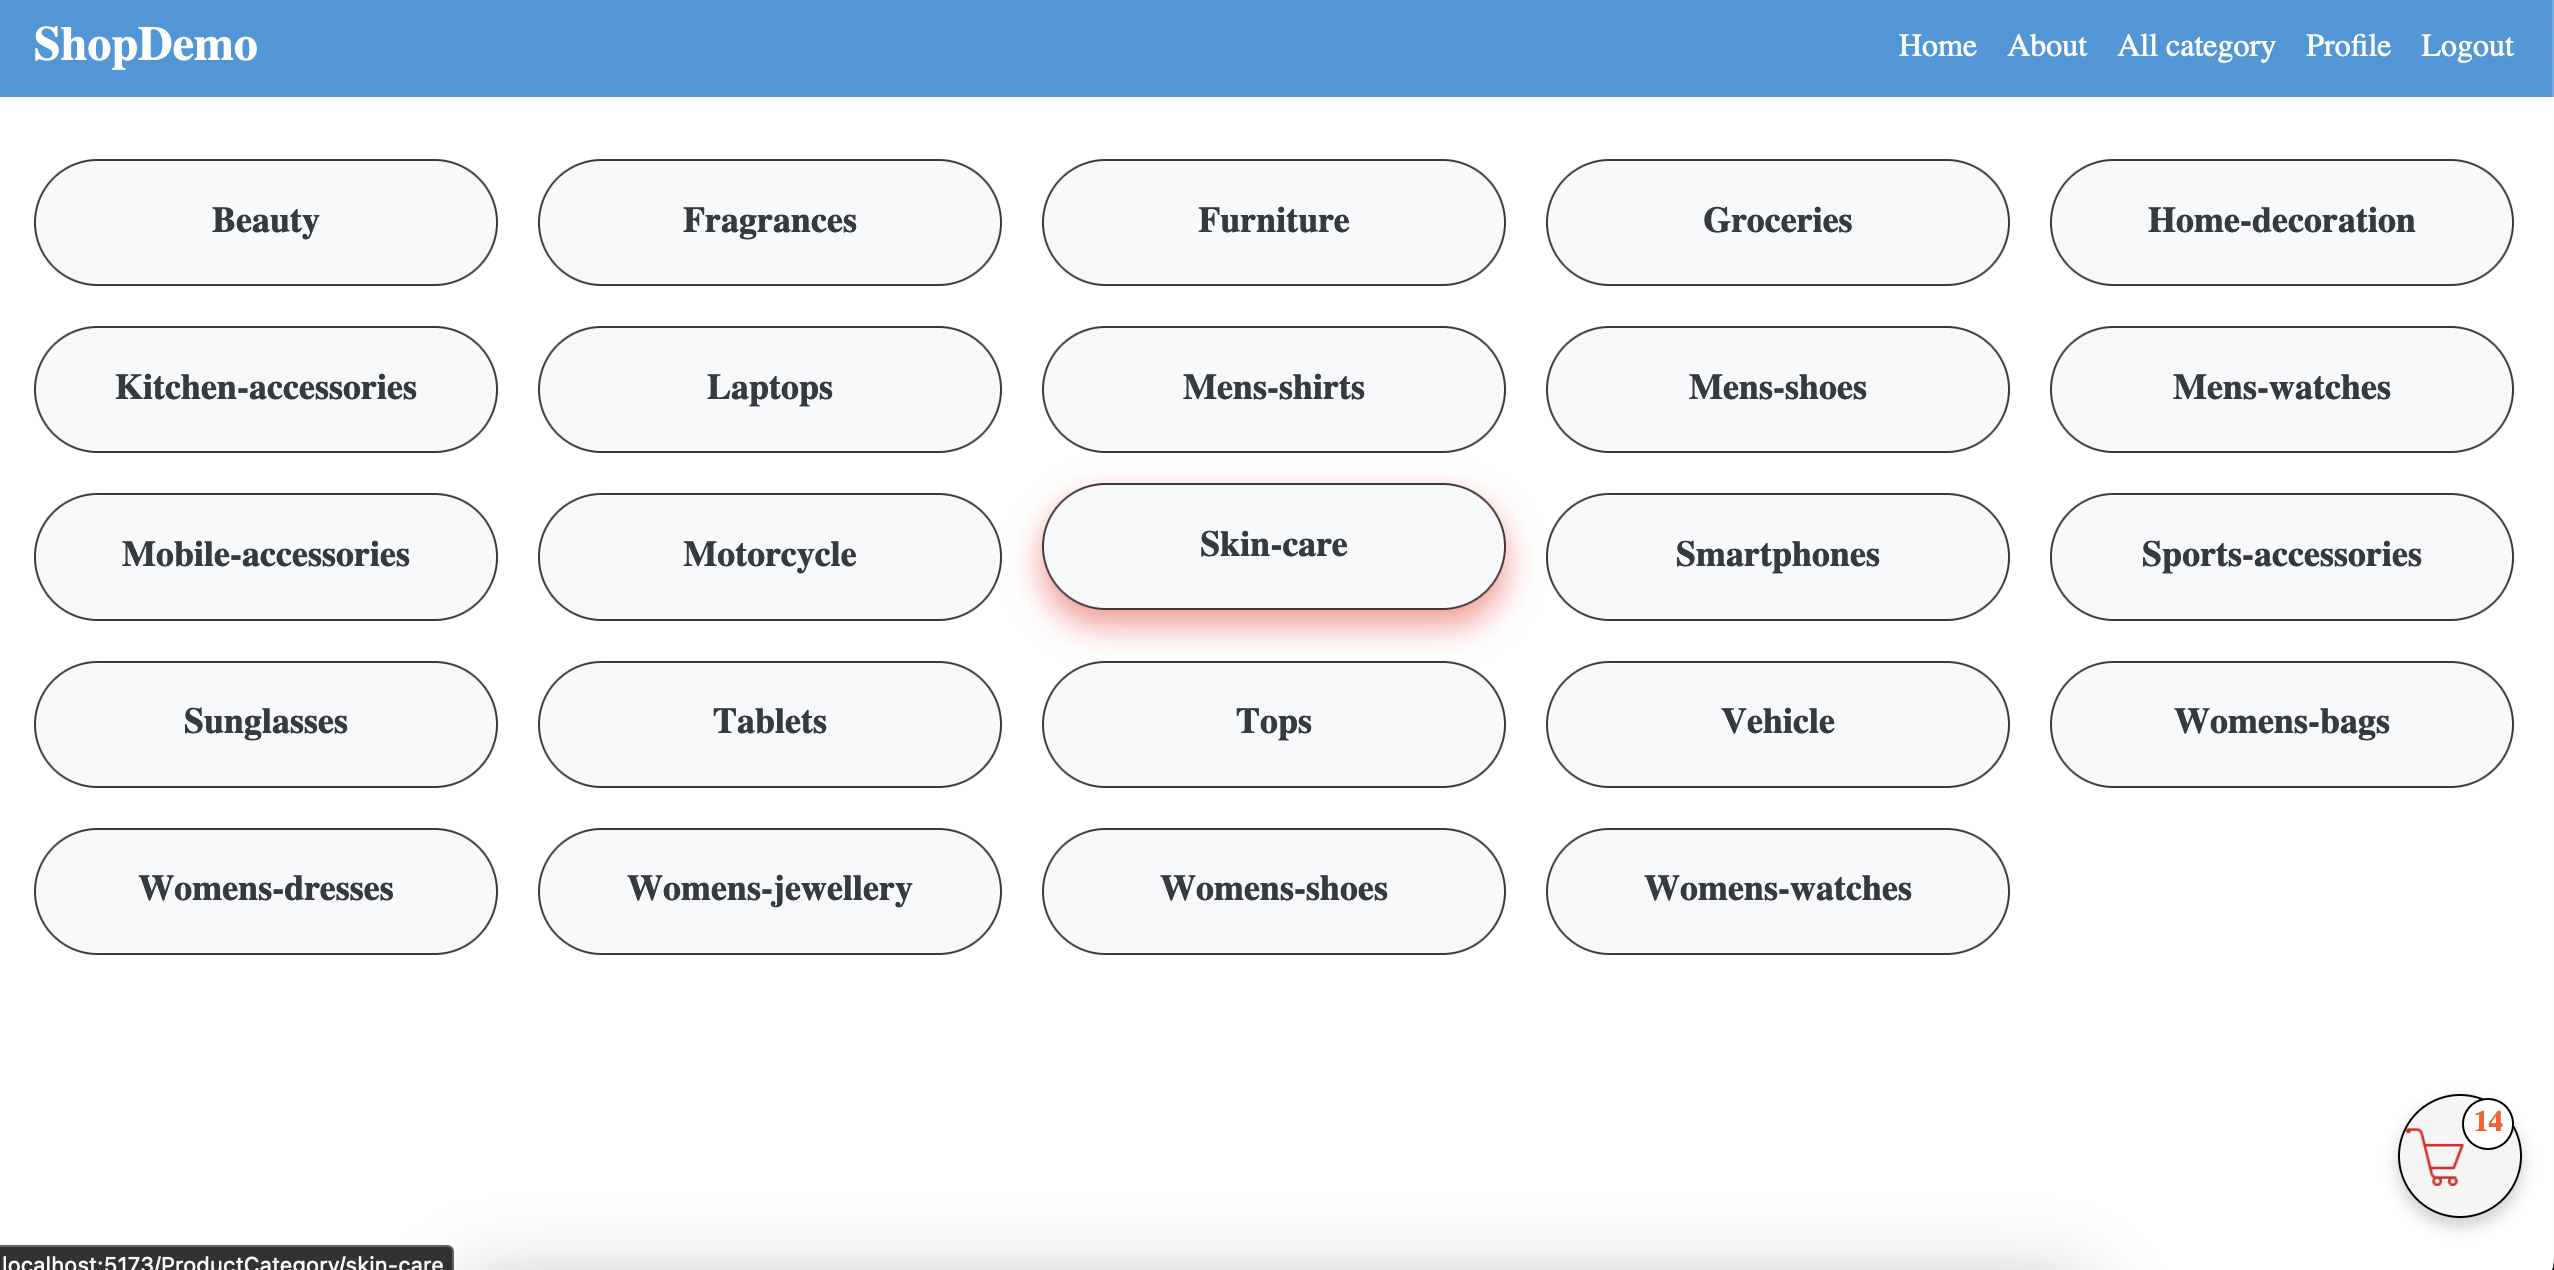 ShopDemo
Home About All category Profile Logout
Beauty Fragrances Furniture Groceries Home-decoration
Kitchen-accessories Laptops Mens-shirts Mens-shoes Mens-watches
Mobile-accessories Motorcycle Skin-care Smartphones Sports-accessories
Sunglasses Tablets Tops Vehicle Womens-bags
Womens-dresses Womens-jewellery Womens-shoes Womens-watches
14
localhost:5173/ProductCategory/skin-care